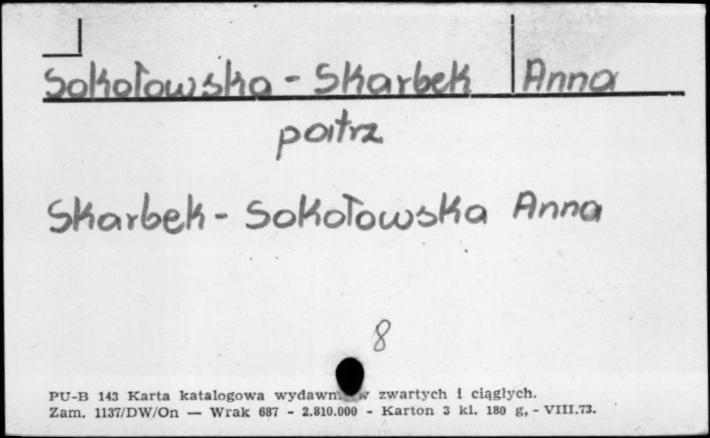 Sokołowska - Skarbek Anna
patrz
Skarbek - Sokołowska Anna
8
PU-B 143 Karta katalogowa zwartych i ciągłych.
Zam. 1137/DW/On — Wrak 687 - 2.810.000 - Karton 3 kl. 180 g, - VIII.73.